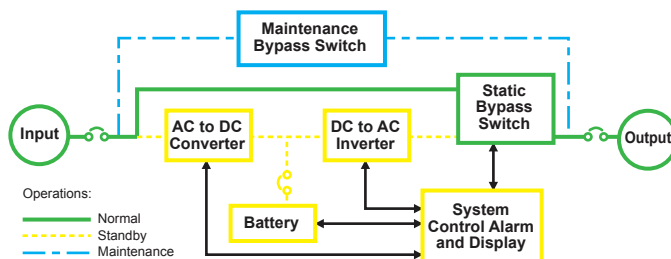 Maintenance
Bypass Switch
Static
Bypass
Switch
Input
AC to DC
Converter
DC to AC
Inverter
Output
Operations:
Normal
Standby
Maintenance
Battery
System
Control Alarm
and Display